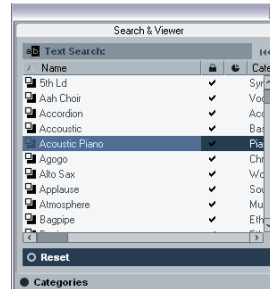 Search & Viewer
Text Search:
Name Cate
5th Ld Syn
Aah Choir Voc
Accordion Acc
Accoustic Bas
Acoustic Piano Pia
Agogo Chr
Alto Sax Wo
Applause Sou
Atmosphere Mu
Bagpipe Eth
Reset
Categories